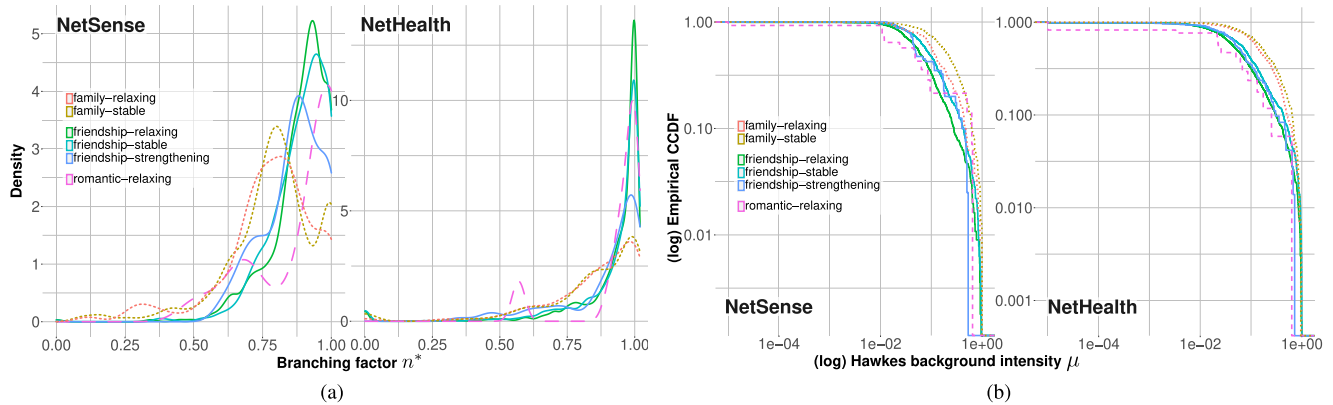 NetSense
NetHealth
family-relaxing
family-stable
friendship-relaxing
friendship-stable
friendship-strengthening
romantic-relaxing
Density
5
4
3
2
1
0
10
5
0
0.00 0.25 0.50 0.75 1.00
0.00 0.25 0.50 0.75 1.00
Branching factor n*
(a)
(log) Empirical CCDF
1.00
0.10
0.01
1.000
0.100
0.010
0.001
family-relaxing
family-stable
friendship-relaxing
friendship-stable
friendship-strengthening
romantic-relaxing
NetSense
NetHealth
1e-04 1e-02 1e+00
1e-04 1e-02 1e+00
(log) Hawkes background intensity μ
(b)